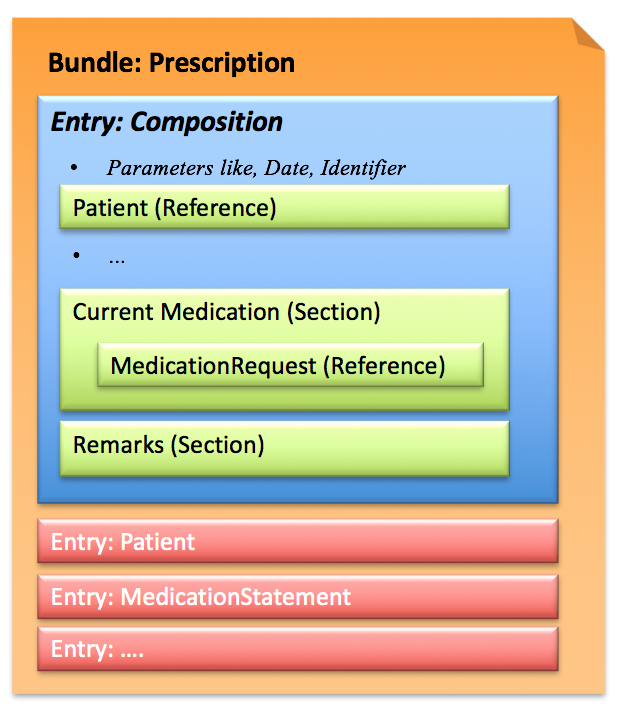 Bundle: Prescription
Entry: Composition
• Parameters like, Date, Identifier
Patient (Reference)
• ...
Current Medication (Section)
MedicationRequest (Reference)
Remarks (Section)
Entry: Patient
Entry: MedicationStatement
Entry: ....